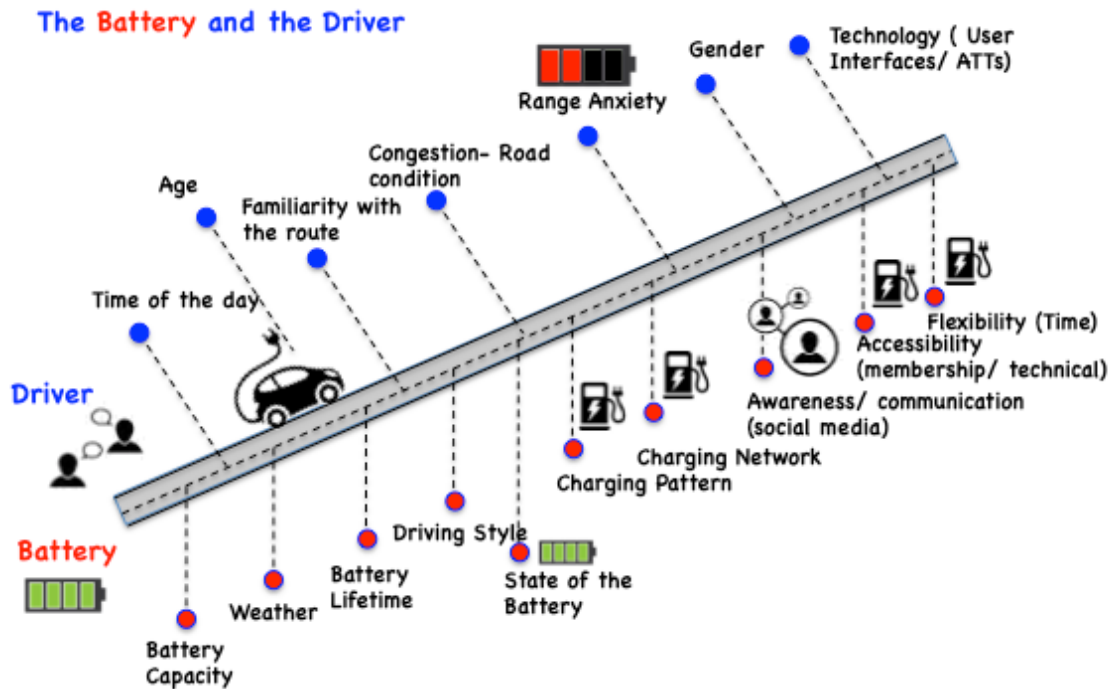 The Battery and the Driver
Technology ( User
Interfaces/ ATTs)
Gender
Range Anxiety
Congestion- Road
condition
Age
Familiarity with
the route
Time of the day
Driver
Flexibility (Time)
Accessibility
(membership/ technical)
Awareness/ communication
(social media)
Charging Network
Charging Pattern
Driving Style
Battery
State of the
Battery
Battery
Lifetime
Weather
Battery
Capacity